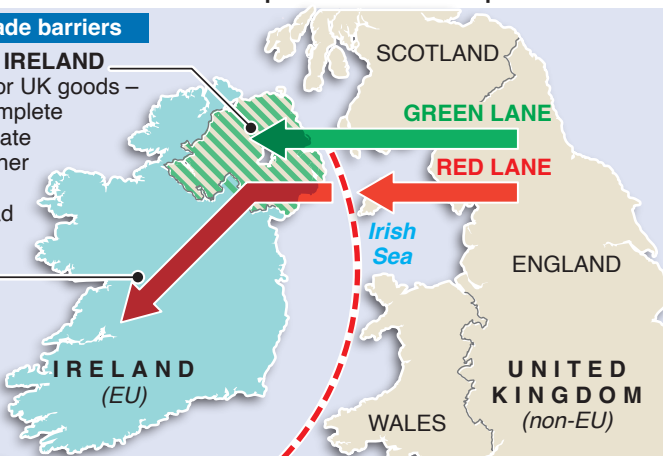 ade barriers
IRELAND
or UK goods –
mplete
ate
her
ad
SCOTLAND
GREEN LANE
RED LANE
Irish
Sea
ENGLAND
IRELAND
(EU)
UNITED
KINGDOM
(non-EU)
WALES